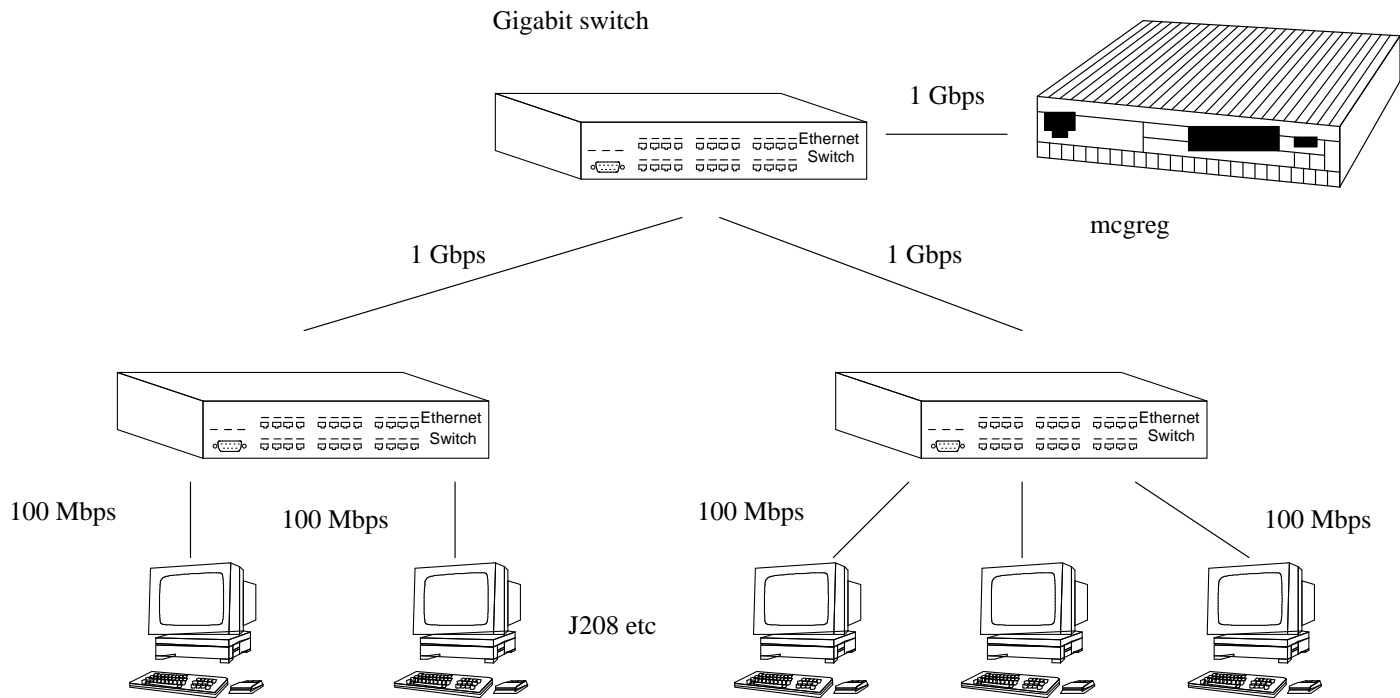 Gigabit switch
1 Gbps
Ethernet
Switch
mcgreg
1 Gbps
1 Gbps
Ethernet
Switch
Ethernet
Switch
100 Mbps
100 Mbps
100 Mbps
100 Mbps
J208 etc